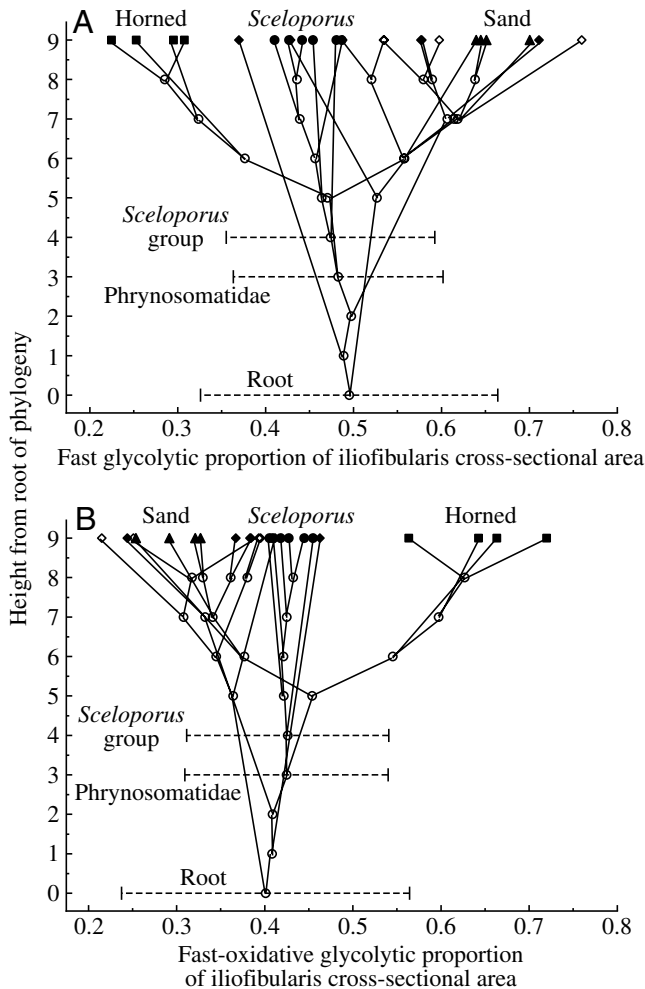 A
Horned Sceloporus Sand
9
8
7
6
5
4
3
2
1
0
Sceloporus
group
Phrynosomatidae
Root
0.2 0.3 0.4 0.5 0.6 0.7 0.8
Fast glycolytic proportion of iliofibularis cross-sectional area
Height from root of phylogeny
B
Sand Sceloporus Horned
9
8
7
6
5
4
3
2
1
0
Sceloporus
group
Phrynosomatidae
Root
0.2 0.3 0.4 0.5 0.6 0.7 0.8
Fast-oxidative glycolytic proportion
of iliofibularis cross-sectional area